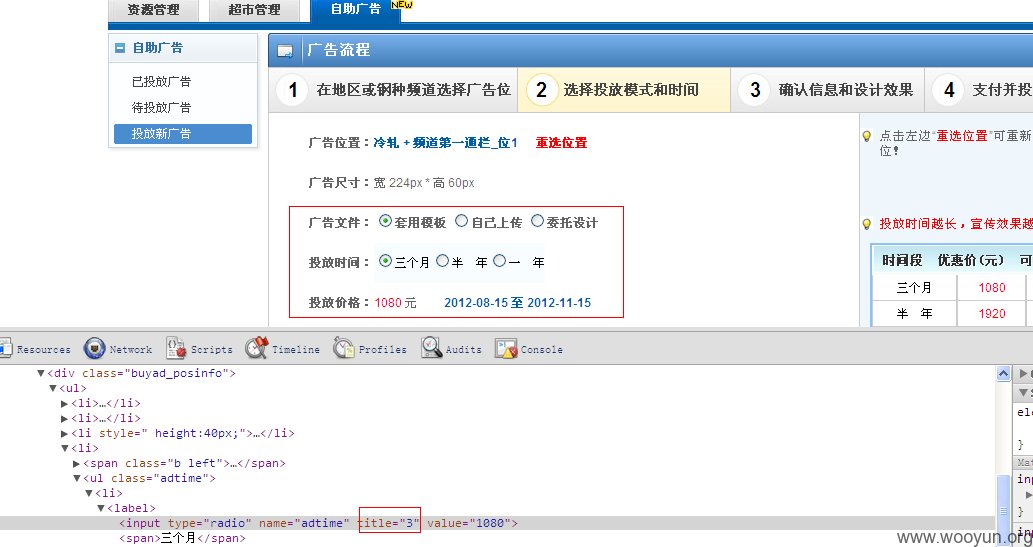 资源管理 超市管理 自助广告 NEW
自助广告
已投放广告
待投放广告
投放新广告
广告流程
1 在地区或钢种频道选择广告位 2 选择投放模式和时间 3 确认信息和设计效果 4 支付并投
广告位置：冷轧 + 频道第一通栏_位1 重选位置
广告尺寸：宽 224px * 高 60px
广告文件： 套用模板 自己上传 委托设计
投放时间： 三个月 半 年 一 年
投放价格：1080 元 2012-08-15 至 2012-11-15
点击左边“重选位置”可重新
位！
投放时间越长，宣传效果越
时间段 优惠价(元) 可
三个月 1080
半 年 1920
Resources Network Scripts Timeline Profiles Audits Console
▼<div class="buyad_posinfo">
▼<ul>
▶<li>…</li>
▶<li>…</li>
▶<li style=" height:40px;">…</li>
▼<li>
▶<span class="b left">…</span>
▼<ul class="adtime">
▼<li>
▼<label>
<input type="radio" name="adtime" title="3" value="1080">
<span>三个月</span>
ele
}
Mat
inp
}
inp
www.wooyun.org